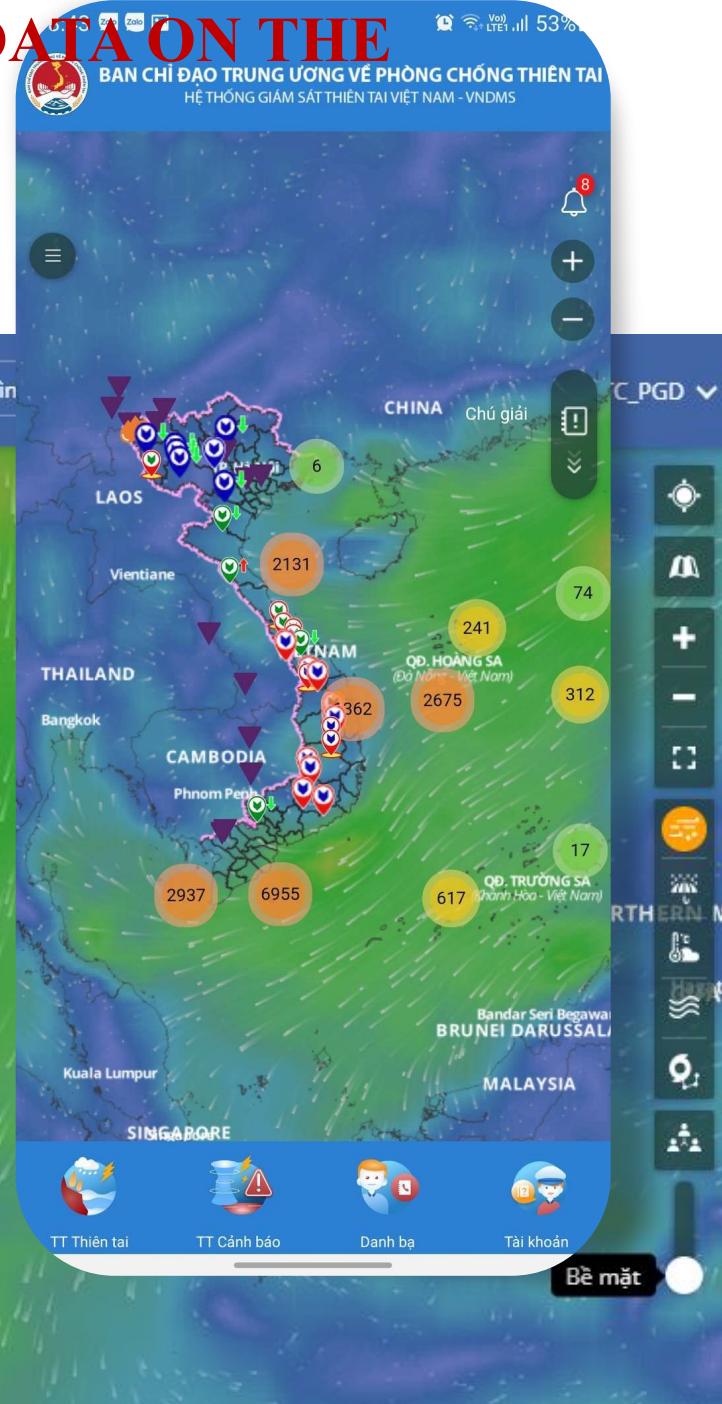 DATA ON THE
53%
BAN CHỈ ĐẠO TRUNG ƯƠNG VỀ PHÒNG CHỐNG THIÊN TAI
HỆ THỐNG GIÁM SÁT THIÊN TAI VIỆT NAM - VNDMS
8
C_PGD
CHINA
Chú giải
6
LAOS
2131
Vientiane
74
241
NAM
QĐ. HOÀNG SA
(Đà Nẵng - Việt Nam)
THAILAND
2675
312
362
Bangkok
CAMBODIA
Phnom Penh
17
QĐ. TRƯỜNG SA
(Khánh Hòa - Việt Nam)
2937
6955
617
RTHERN M
Bandar Seri Begawa
BRUNEI DARUSSAL
Kuala Lumpur
MALAYSIA
SINGAPORE
TT Thiên tai
TT Cảnh báo
Danh bạ
Tài khoản
Bề mặt